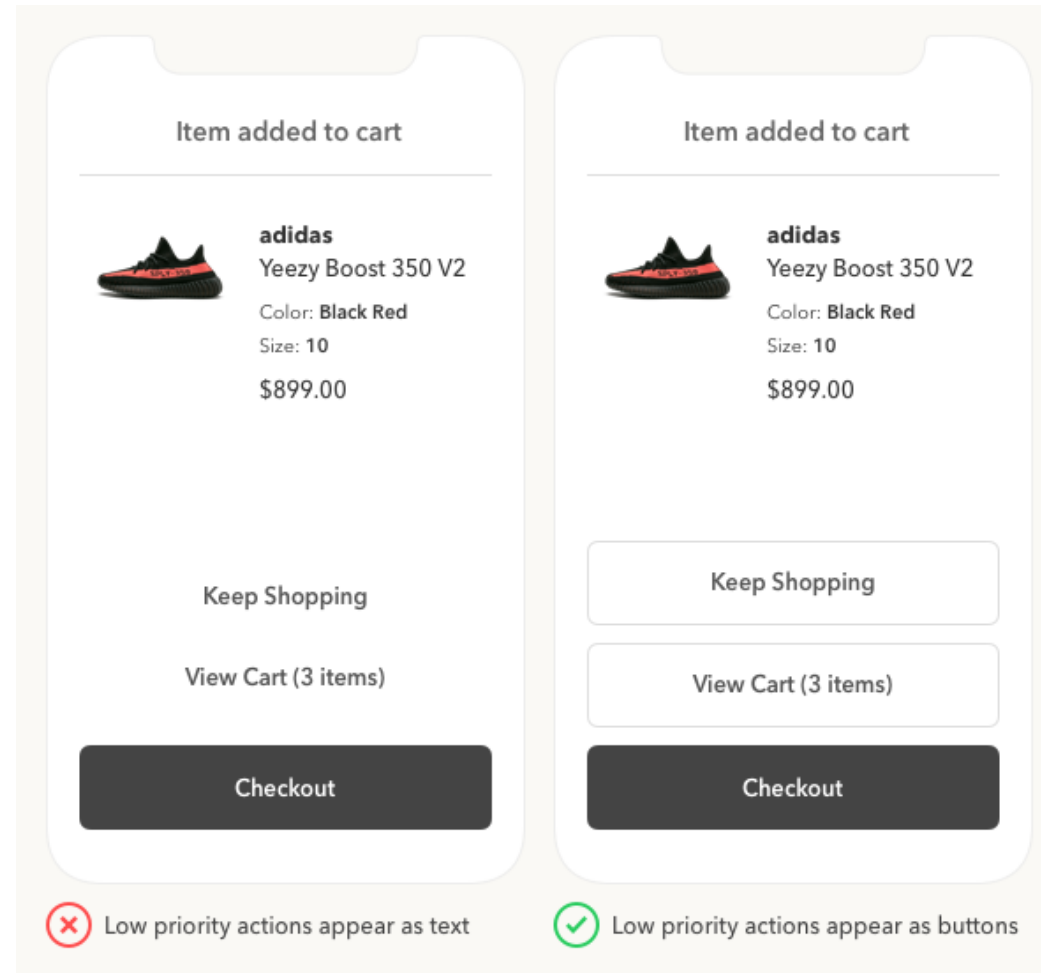 Item added to cart
adidas
Yeezy Boost 350 V2
Color: Black Red
Size: 10
$899.00
Keep Shopping
View Cart (3 items)
Checkout
Low priority actions appear as text
Item added to cart
adidas
Yeezy Boost 350 V2
Color: Black Red
Size: 10
$899.00
Keep Shopping
View Cart (3 items)
Checkout
Low priority actions appear as buttons